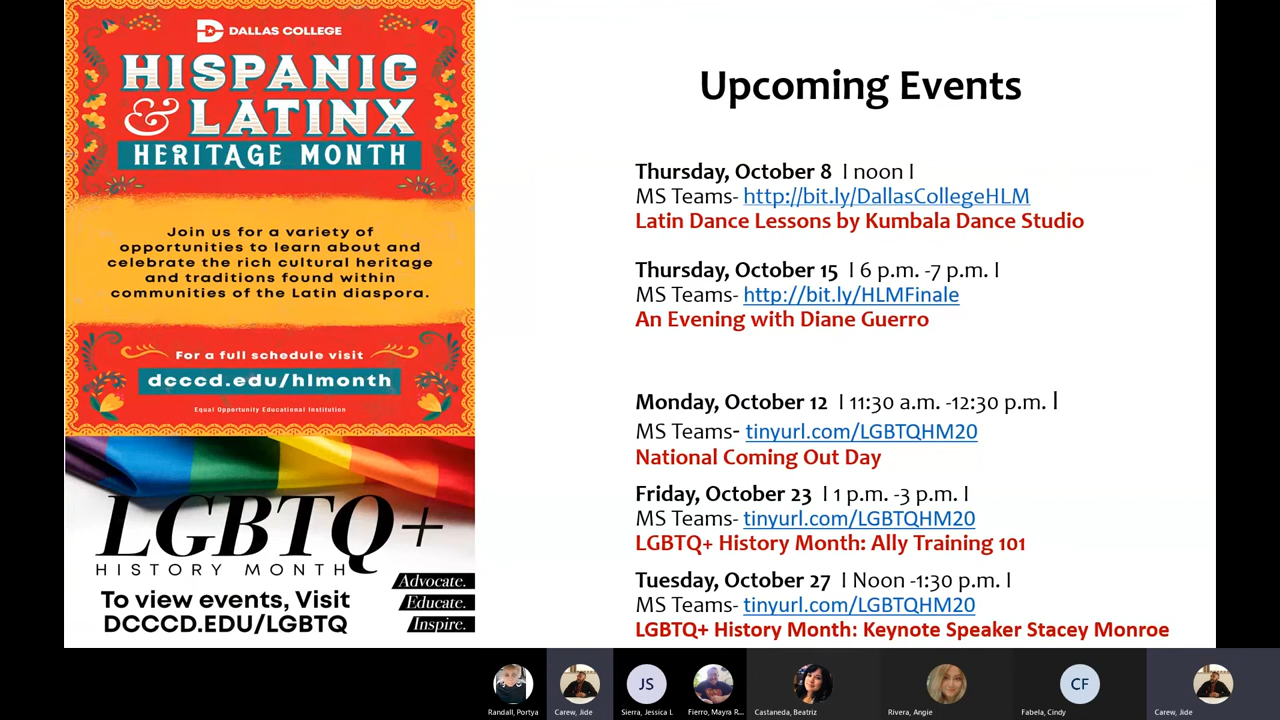 DALLAS COLLEGE
HISPANIC
& LATINX
HERITAGE MONTH
Join us for a variety of
opportunities to learn about and
celebrate the rich cultural heritage
and traditions found within
communities of the Latin diaspora.
For a full schedule visit
dcccd.edu/hlmonth
Equal Opportunity Educational Institution
LGBTQ+
HISTORY MONTH
To view events, Visit
DCCCD.EDU/LGBTQ
Advocate.
Educate.
Inspire.
Upcoming Events
Thursday, October 8 l noon l
MS Teams- http://bit.ly/DallasCollegeHLM
Latin Dance Lessons by Kumbala Dance Studio
Thursday, October 15 l 6 p.m. -7 p.m. l
MS Teams- http://bit.ly/HLMFinale
An Evening with Diane Guerro
Monday, October 12 l 11:30 a.m. -12:30 p.m. l
MS Teams- tinyurl.com/LGBTQHM20
National Coming Out Day
Friday, October 23 l 1 p.m. -3 p.m. l
MS Teams- tinyurl.com/LGBTQHM20
LGBTQ+ History Month: Ally Training 101
Tuesday, October 27 l Noon -1:30 p.m. l
MS Teams- tinyurl.com/LGBTQHM20
LGBTQ+ History Month: Keynote Speaker Stacey Monroe
JS
CF
Randall, Portya
Carew, Jide
Sierra, Jessica I.
Fierro, Mayra R...
Castaneda, Beatriz
Rivera, Angie
Fabela, Cindy
Carew, Jide